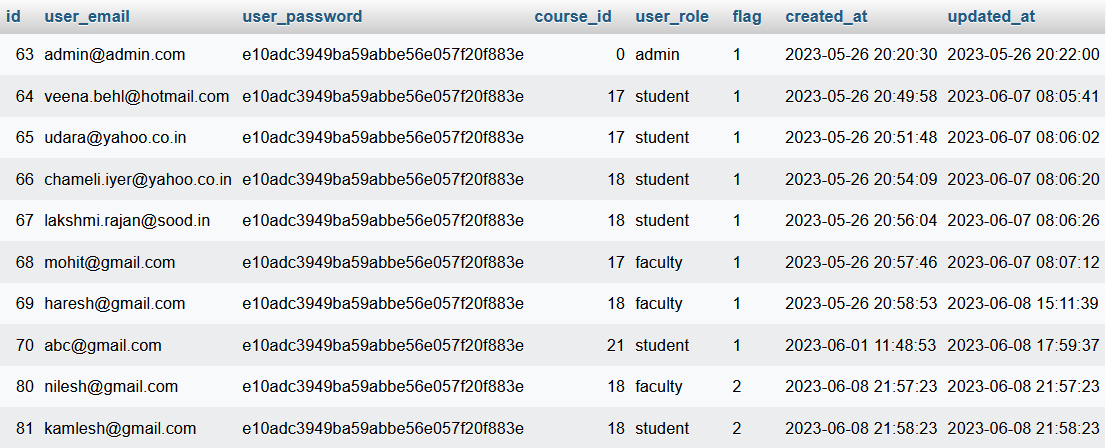 id user_email user_password course_id user_role flag created_at updated_at
63 admin@admin.com e10adc3949ba59abbe56e057f20f883e 0 admin 1 2023-05-26 20:20:30 2023-05-26 20:22:00
64 veena.behl@hotmail.com e10adc3949ba59abbe56e057f20f883e 17 student 1 2023-05-26 20:49:58 2023-06-07 08:05:41
65 udara@yahoo.co.in e10adc3949ba59abbe56e057f20f883e 17 student 1 2023-05-26 20:51:48 2023-06-07 08:06:02
66 chameli.iyer@yahoo.co.in e10adc3949ba59abbe56e057f20f883e 18 student 1 2023-05-26 20:54:09 2023-06-07 08:06:20
67 lakshmi.rajan@sood.in e10adc3949ba59abbe56e057f20f883e 18 student 1 2023-05-26 20:56:04 2023-06-07 08:06:26
68 mohit@gmail.com e10adc3949ba59abbe56e057f20f883e 17 faculty 1 2023-05-26 20:57:46 2023-06-07 08:07:12
69 haresh@gmail.com e10adc3949ba59abbe56e057f20f883e 18 faculty 1 2023-05-26 20:58:53 2023-06-08 15:11:39
70 abc@gmail.com e10adc3949ba59abbe56e057f20f883e 21 student 1 2023-06-01 11:48:53 2023-06-08 17:59:37
80 nilesh@gmail.com e10adc3949ba59abbe56e057f20f883e 18 faculty 2 2023-06-08 21:57:23 2023-06-08 21:57:23
81 kamlesh@gmail.com e10adc3949ba59abbe56e057f20f883e 18 student 2 2023-06-08 21:58:23 2023-06-08 21:58:23